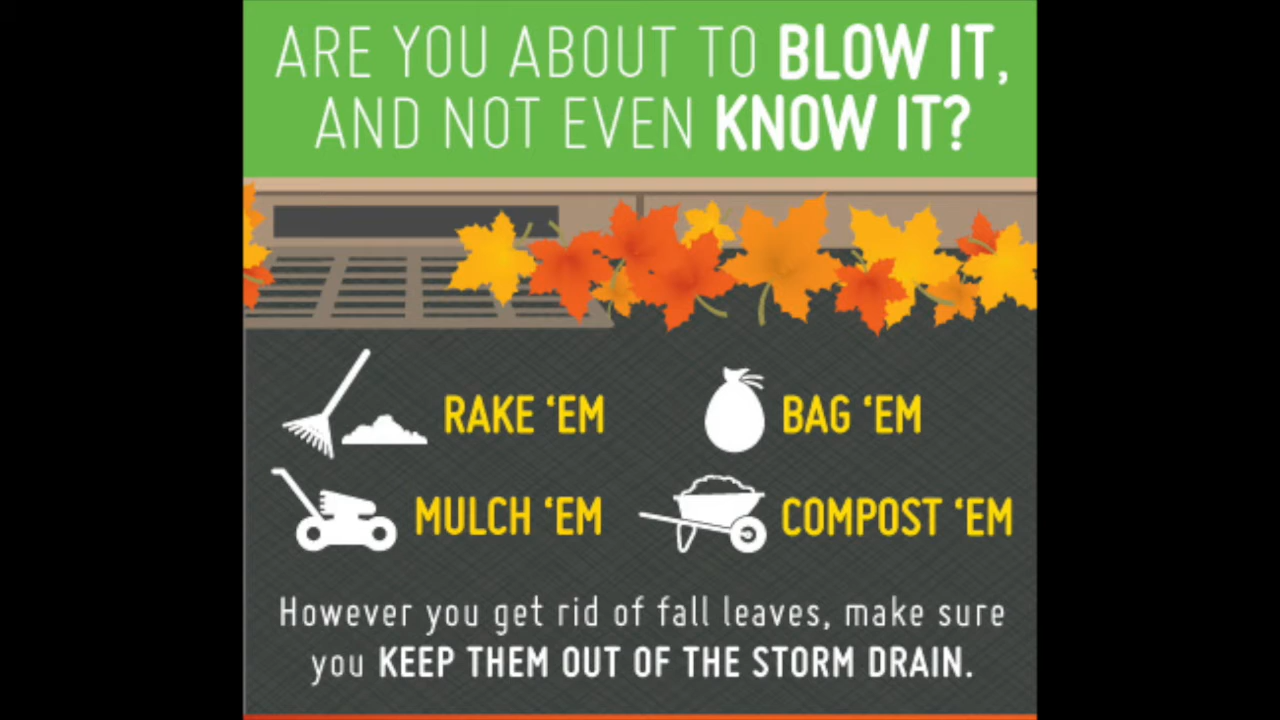 ARE YOU ABOUT TO BLOW IT,
AND NOT EVEN KNOW IT?
RAKE ‘EM
BAG ‘EM
MULCH ‘EM
COMPOST ‘EM
However you get rid of fall leaves, make sure
you KEEP THEM OUT OF THE STORM DRAIN.